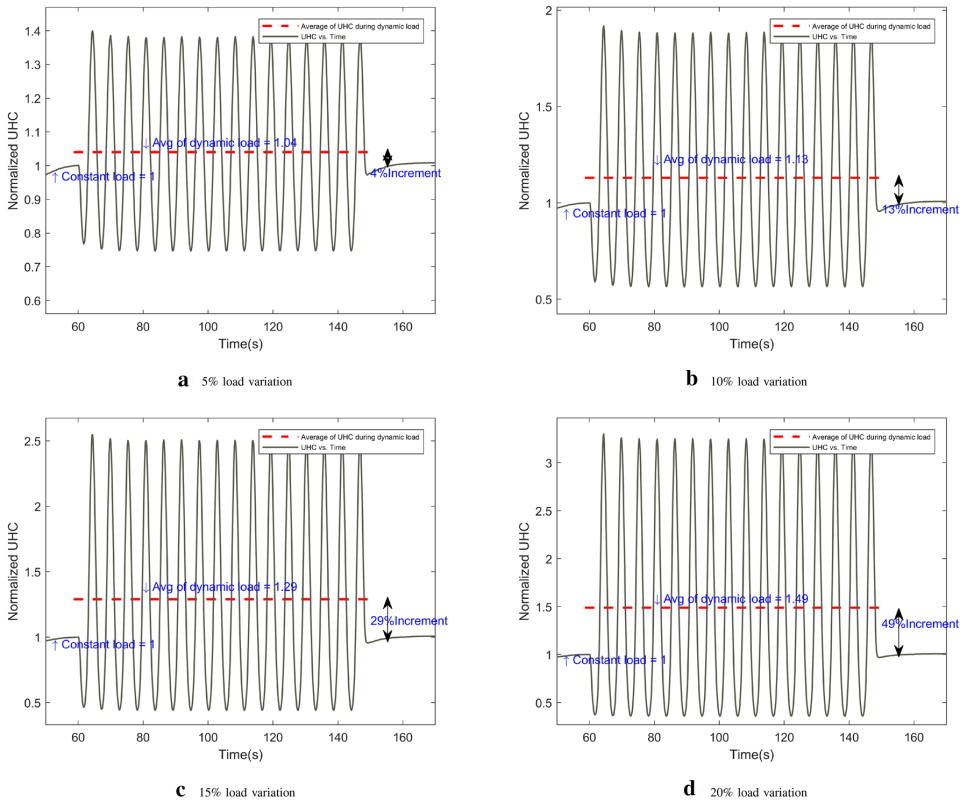 Average of UHC during dynamic load
UHC vs. Time
Normalized UHC
1.4
1.3
1.2
1.1
1
0.9
0.8
0.7
0.6
↓ Avg of dynamic load = 1.04
↑ Constant load = 1
4%Increment
60 80 100 120 140 160
Time(s)
a 5% load variation
Average of UHC during dynamic load
UHC vs. Time
Normalized UHC
2
1.5
1
0.5
↓ Avg of dynamic load = 1.13
↑ Constant load = 1
13%Increment
60 80 100 120 140 160
Time(s)
b 10% load variation
Average of UHC during dynamic load
UHC vs. Time
Normalized UHC
2.5
2
1.5
1
0.5
↓ Avg of dynamic load = 1.29
↑ Constant load = 1
29%Increment
60 80 100 120 140 160
Time(s)
c 15% load variation
Average of UHC during dynamic load
UHC vs. Time
Normalized UHC
3
2.5
2
1.5
1
0.5
↓ Avg of dynamic load = 1.49
↑ Constant load = 1
49%Increment
60 80 100 120 140 160
Time(s)
d 20% load variation